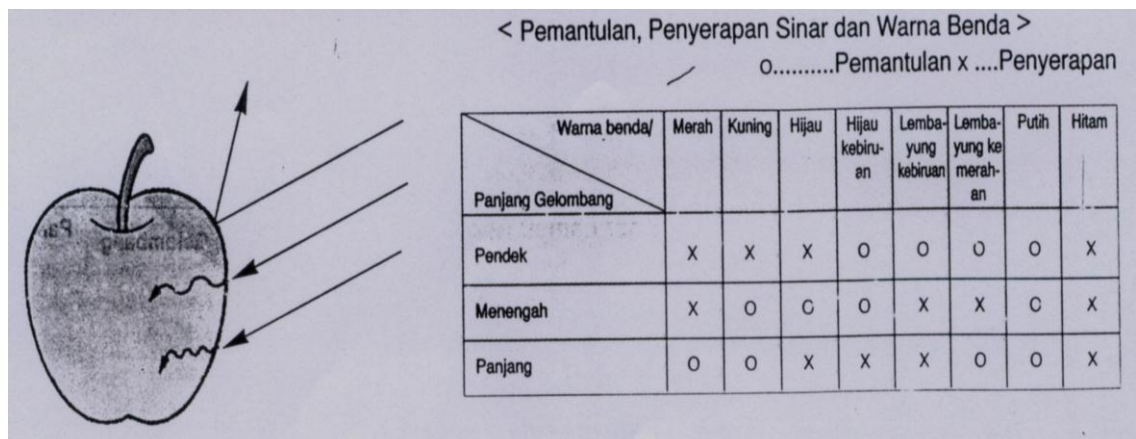 < Pemantulan, Penyerapan Sinar dan Warna Benda >
o..........Pemantulan x ....Penyerapan
Warna benda/ Merah Kuning Hijau Hijau kebiru-an Lemba-yung kebiruan Lemba-yung ke merah-an Putih Hitam
Panjang Gelombang
Pendek X X X O O O O X
Menengah X O O O X X O X
Panjang O O X X X O O X